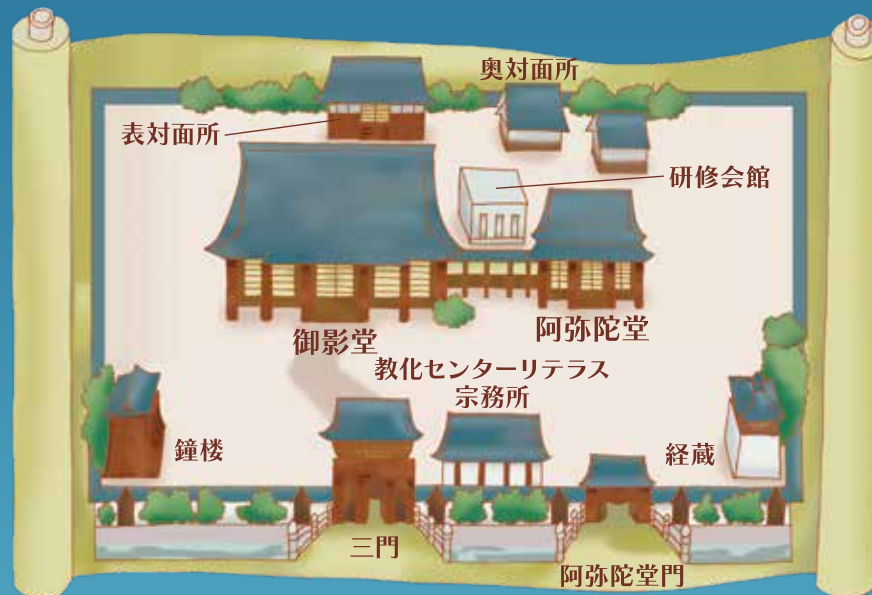 奥対面所
表対面所
研修会館
御影堂
阿弥陀堂
教化センターリテラス
宗務所
鐘楼
経蔵
三門
阿弥陀堂門